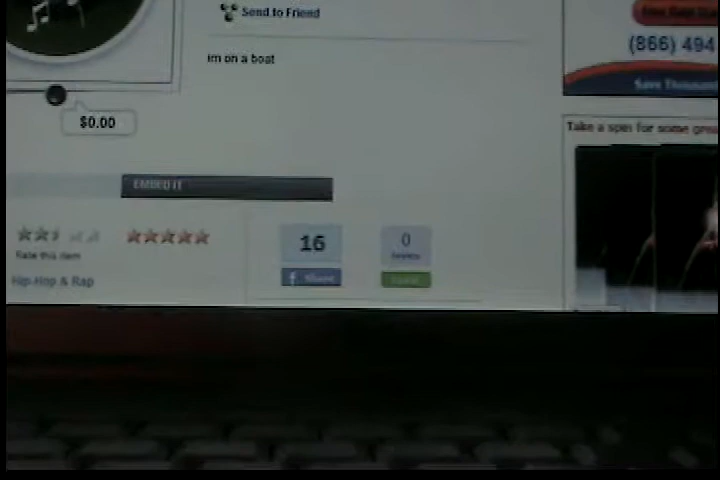 Send to Friend
im on a boat
(866) 494
$0.00
Take a spin for some
EMBED IT
16
0
Rate this item
Share
Hip-Hop & Rap